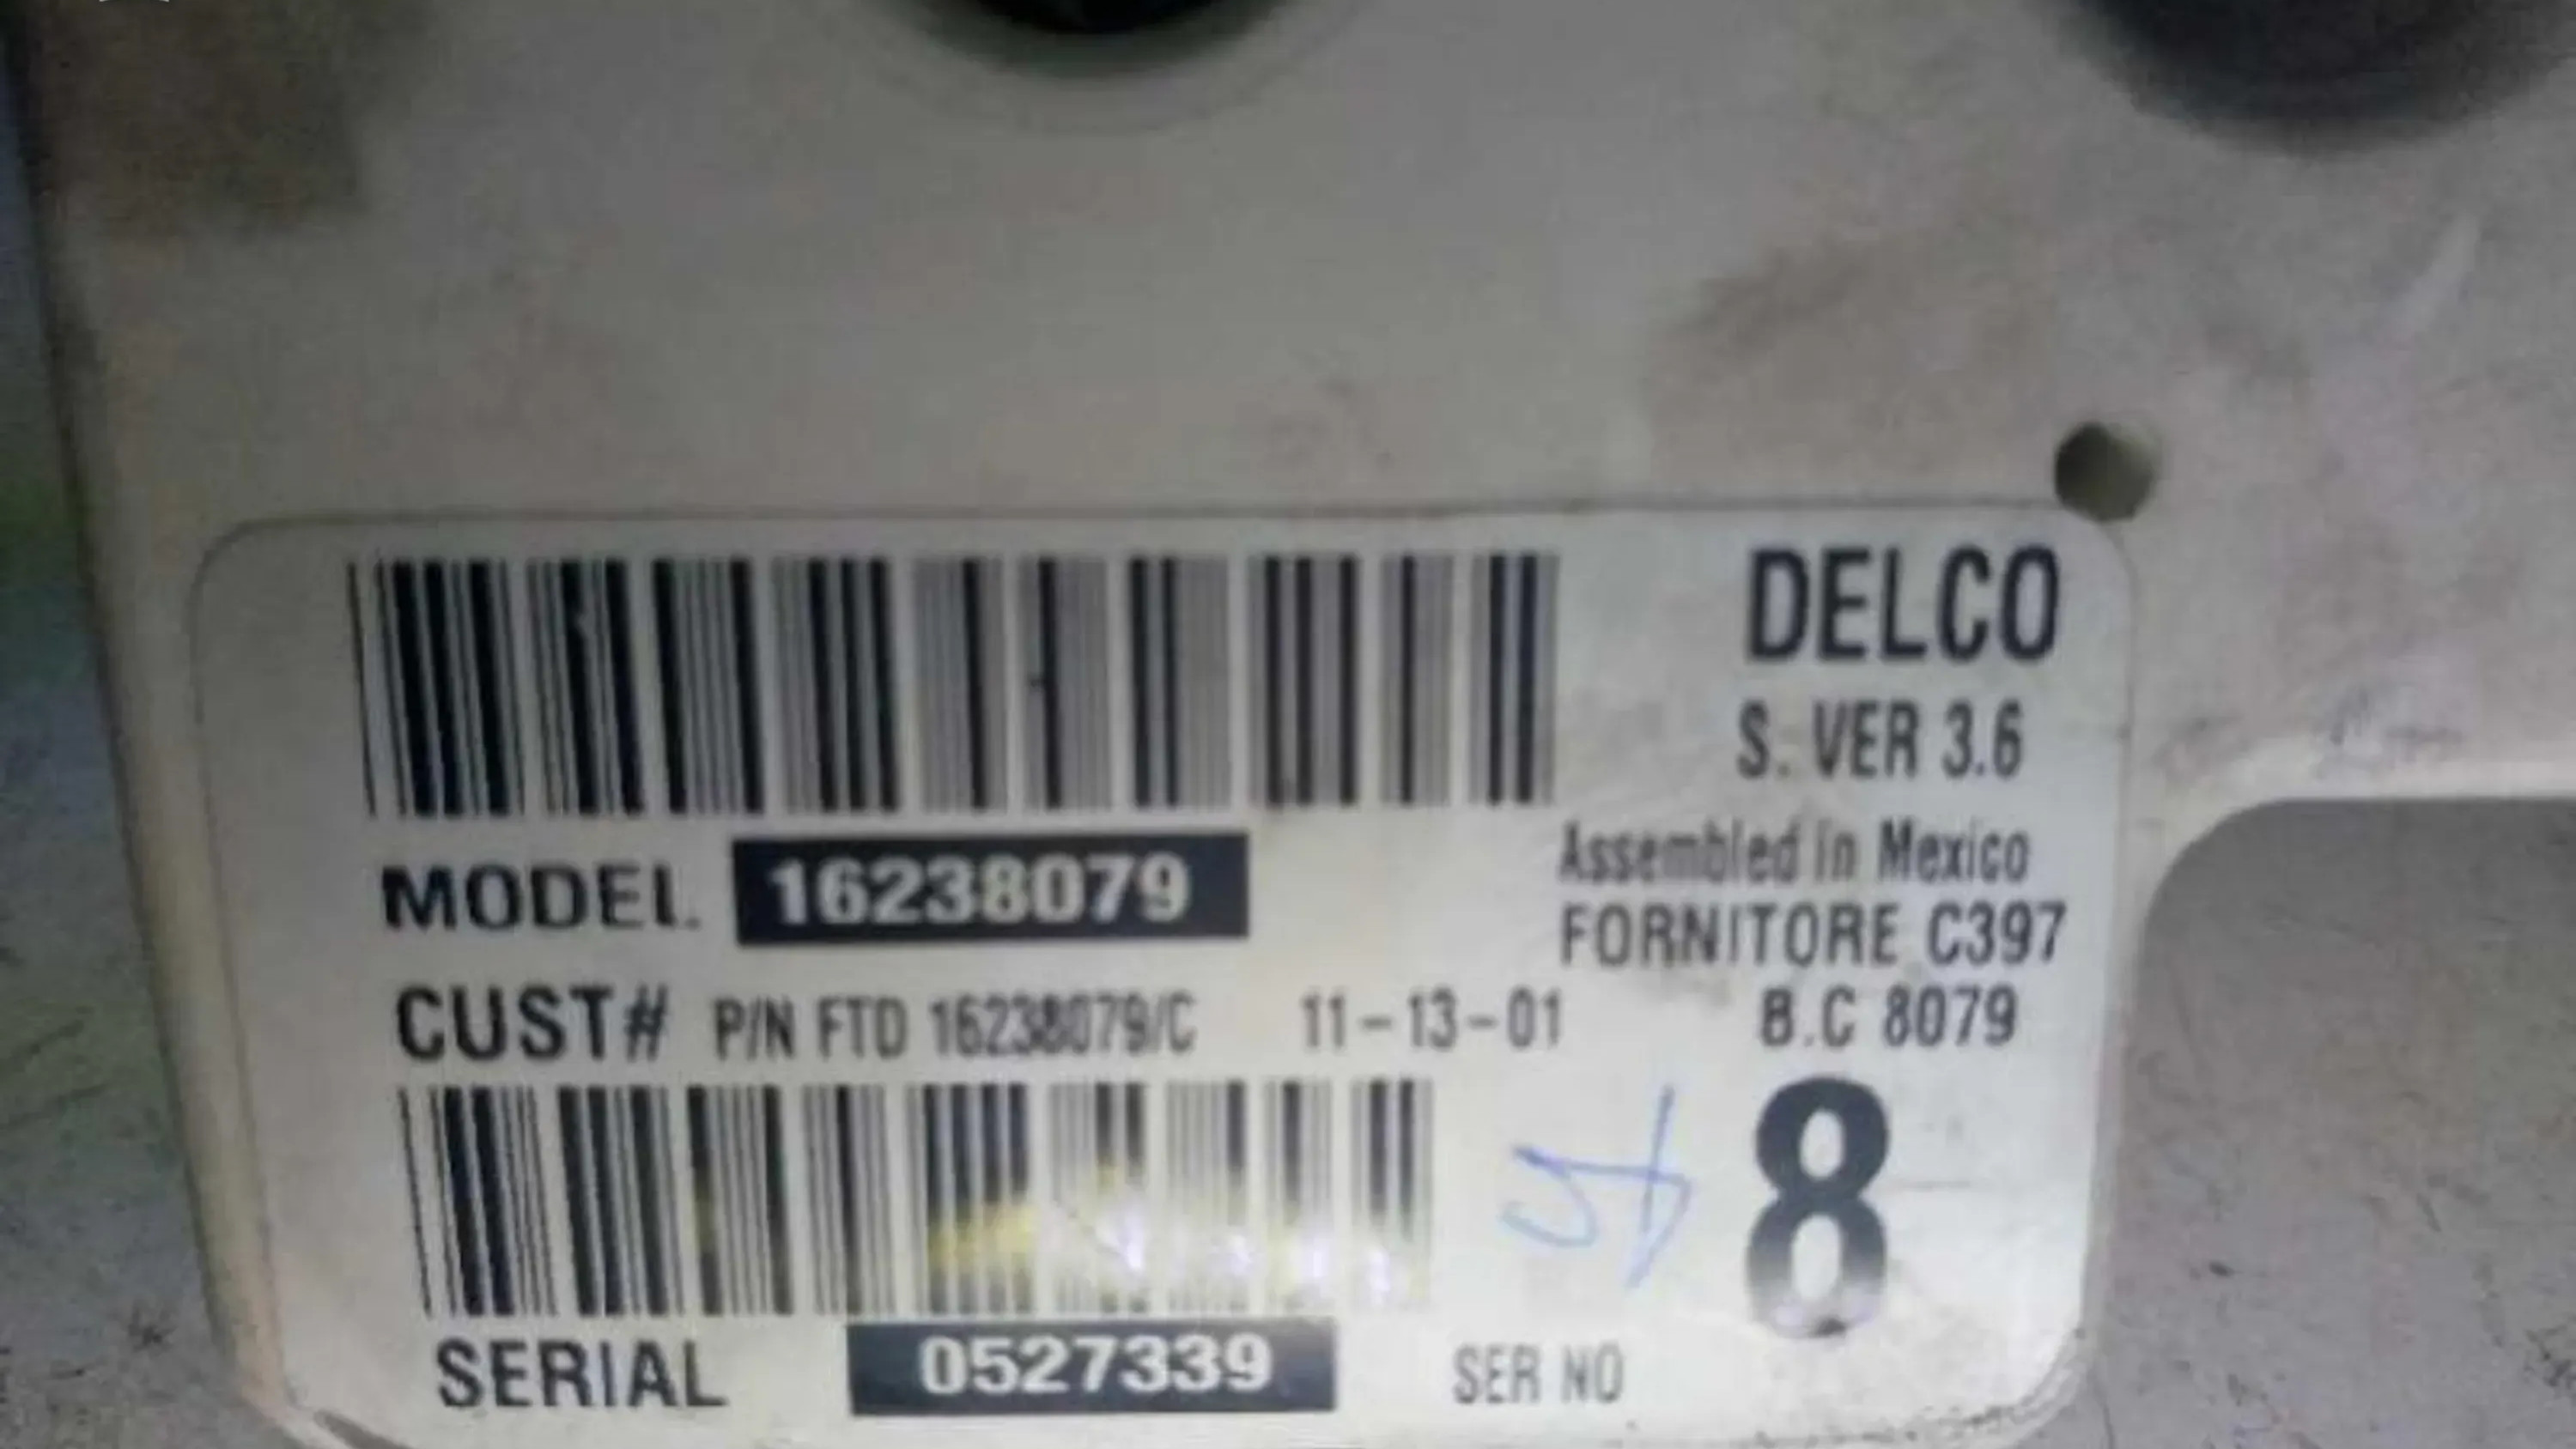 DELCO
S. VER 3.6
MODEL 16238079
Assembled in Mexico
FORNITORE C397
CUST# P/N FTD 16238079/C 11-13-01
B.C 8079
8
SERIAL 0527339 SER NO